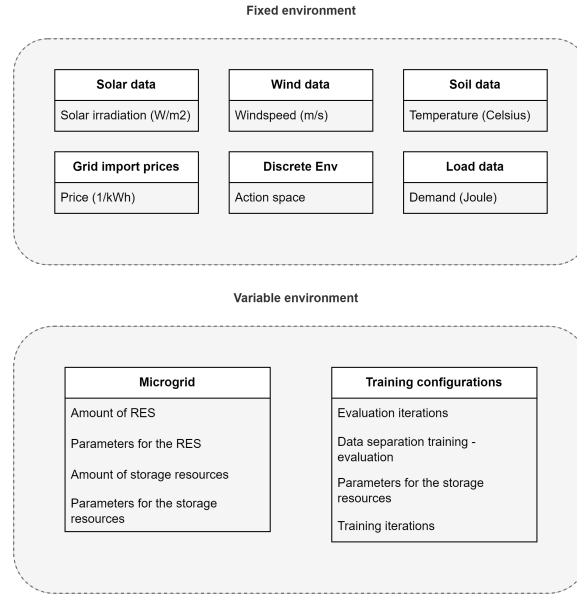 Fixed environment
Solar data
Solar irradiation (W/m2)
Wind data
Windspeed (m/s)
Soil data
Temperature (Celsius)
Grid import prices
Price (1/kWh)
Discrete Env
Action space
Load data
Demand (Joule)
Variable environment
Microgrid
Amount of RES
Parameters for the RES
Amount of storage resources
Parameters for the storage
resources
Training configurations
Evaluation iterations
Data separation training -
evaluation
Parameters for the storage
resources
Training iterations